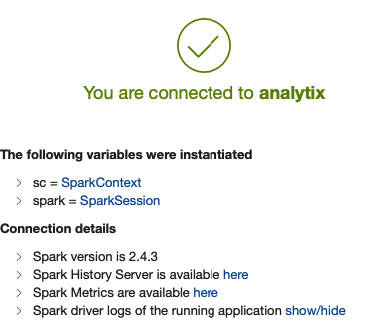 You are connected to analytix
The following variables were instantiated
sc = SparkContext
spark = SparkSession
Connection details
Spark version is 2.4.3
Spark History Server is available here
Spark Metrics are available here
Spark driver logs of the running application show/hide